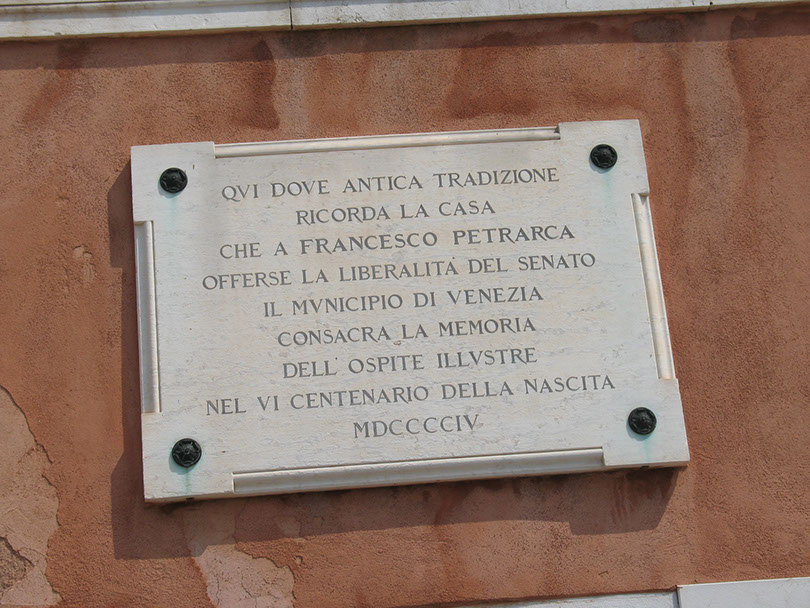 QVI DOVE ANTICA TRADIZIONE
RICORDA LA CASA
CHE A FRANCESCO PETRARCA
OFFERSE LA LIBERALITÁ DEL SENATO
IL MVNICIPIO DI VENEZIA
CONSACRA LA MEMORIA
DELL' OSPITE ILLVSTRE
NEL VI CENTENARIO DELLA NASCITA
MDCCCCIV